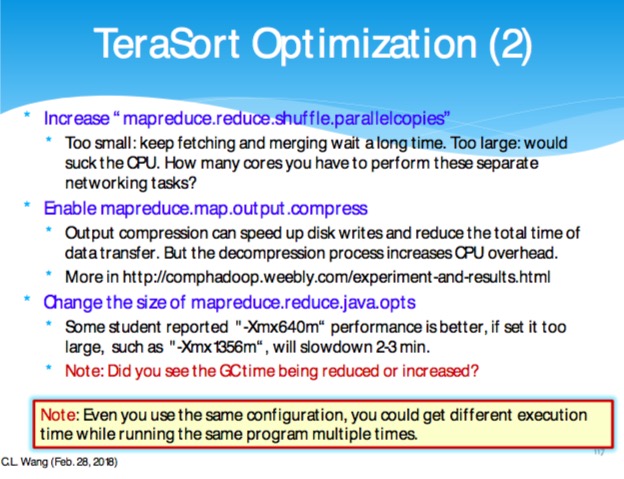 TeraSort Optimization (2)
* Increase “mapreduce.reduce.shuffle.parallelcopies”
* Too small: keep fetching and merging wait a long time. Too large: would
suck the CPU. How many cores you have to perform these separate
networking tasks?
* Enable mapreduce.map.output.compress
* Output compression can speed up disk writes and reduce the total time of
data transfer. But the decompression process increases CPU overhead.
* More in http://comphadoop.weebly.com/experiment-and-results.html
* Change the size of mapreduce.reduce.java.opts
* Some student reported "-Xmx640m“ performance is better, if set it too
large, such as "-Xmx1356m“, will slowdown 2-3 min.
* Note: Did you see the GC time being reduced or increased?
Note: Even you use the same configuration, you could get different execution
time while running the same program multiple times.
117
C.L. Wang (Feb. 28, 2018)